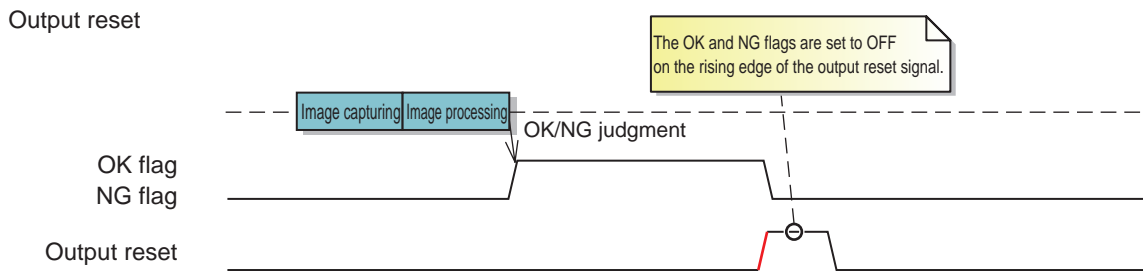 Output reset
The OK and NG flags are set to OFF
on the rising edge of the output reset signal.
Image capturing
Image processing
OK/NG judgment
OK flag
NG flag
Output reset